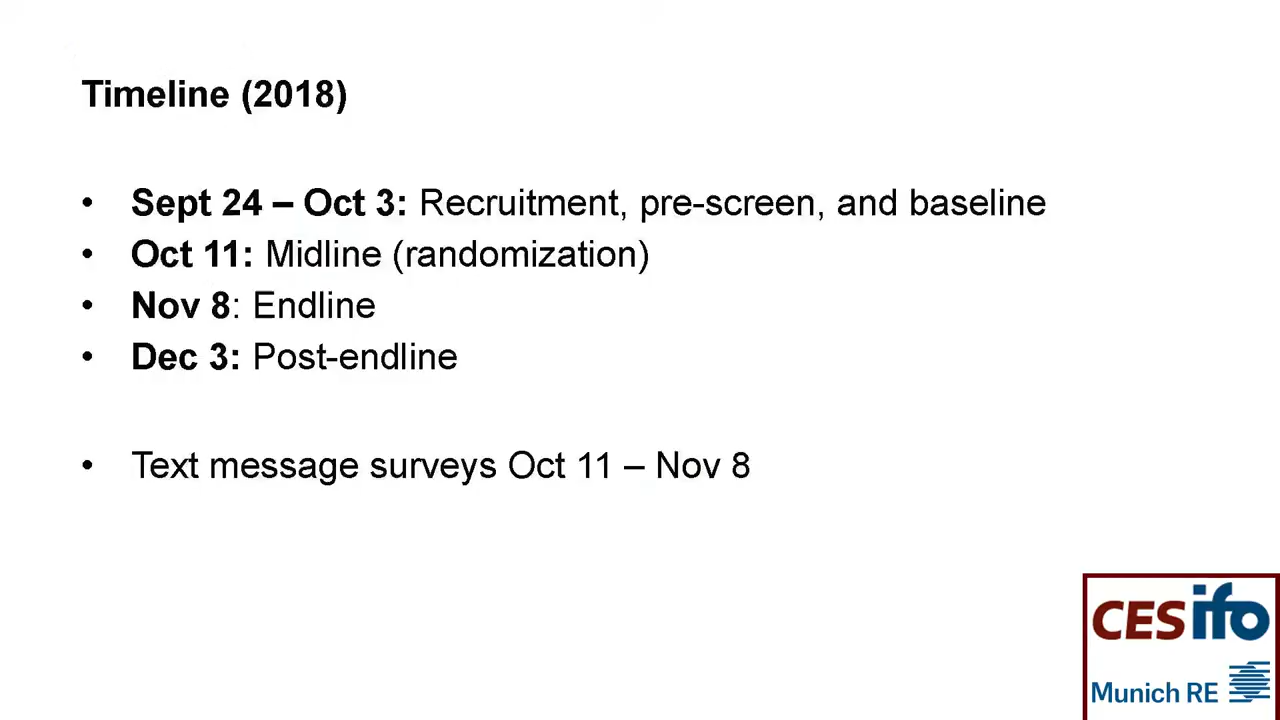 Timeline (2018)
• Sept 24 – Oct 3: Recruitment, pre-screen, and baseline
• Oct 11: Midline (randomization)
• Nov 8: Endline
• Dec 3: Post-endline
• Text message surveys Oct 11 – Nov 8
CESifo
Munich RE